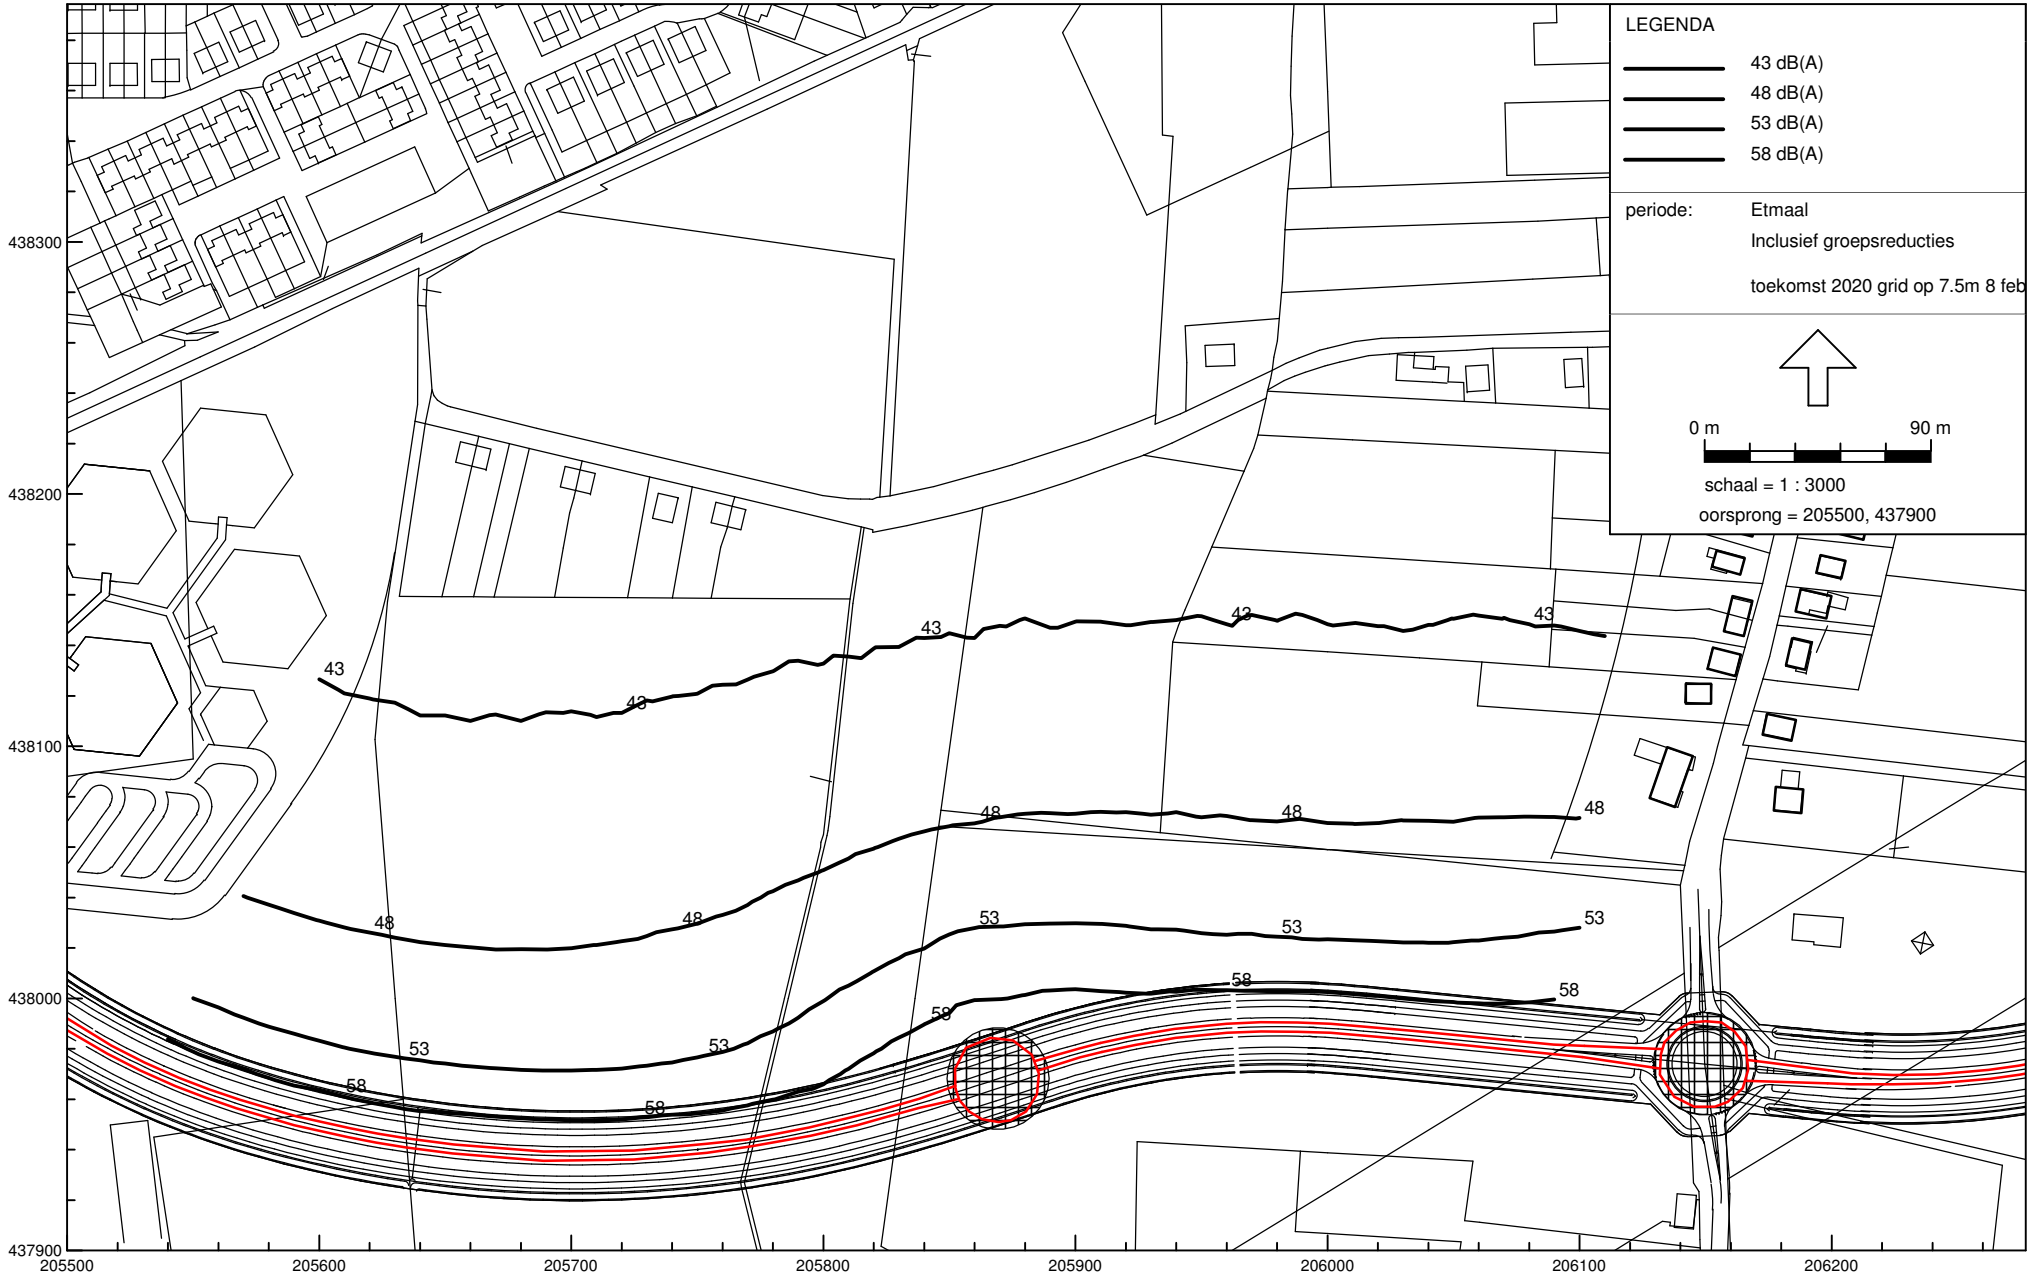 LEGENDA
43 dB(A)
48 dB(A)
53 dB(A)
58 dB(A)
periode: Etmaal
Inclusief groepsreducties
toekomst 2020 grid op 7.5m 8 feb
0 m 90 m
schaal = 1 : 3000
oorsprong = 205500, 437900
438300
438200
438100
438000
437900
43 43 43 43 43
48 48 48 48 48
53 53 53 53 53
58 58 58 58 58
205500 205600 205700 205800 205900 206000 206100 206200